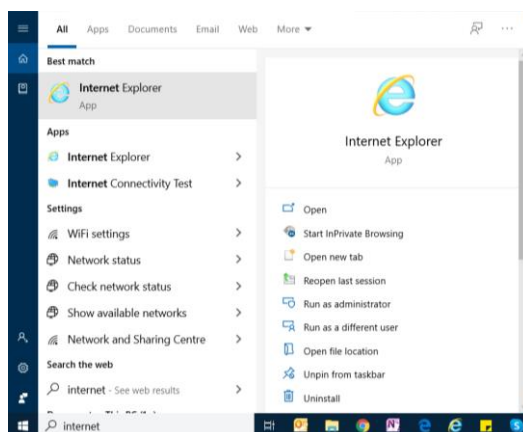 All Apps Documents Email Web More
Best match
Internet Explorer
App
Apps
Internet Explorer
Internet Connectivity Test
Settings
WiFi settings
Network status
Check network status
Show available networks
Network and Sharing Centre
Search the web
internet - See web results
internet
Internet Explorer
App
Open
Start InPrivate Browsing
Open new tab
Reopen last session
Run as administrator
Run as a different user
Open file location
Unpin from taskbar
Uninstall